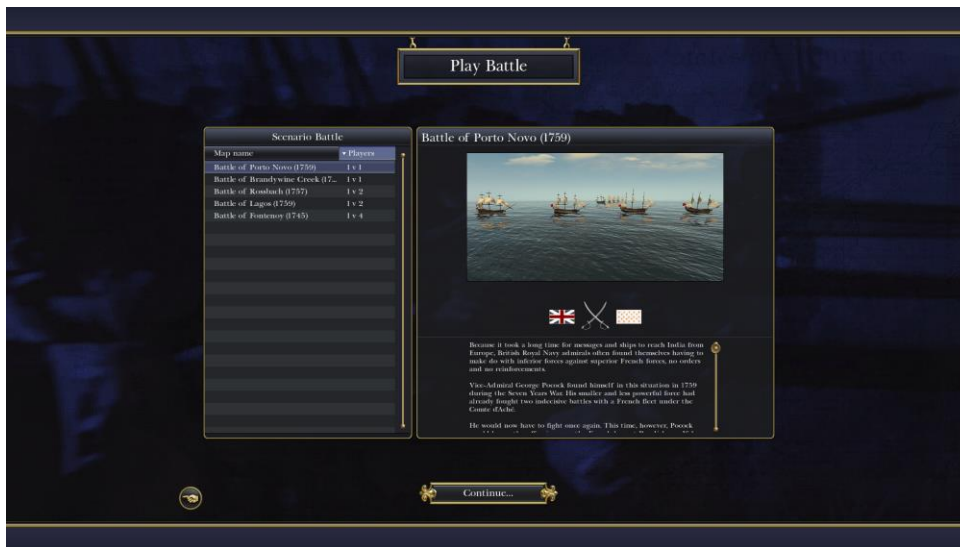 Play Battle
Scenario Battle
Map name
Players
Battle of Porto Novo (1759)
1 v 1
Battle of Brandywine Creek (17...
1 v 1
Battle of Rossbach (1757)
1 v 2
Battle of Lagos (1759)
1 v 2
Battle of Fontenoy (1745)
1 v 4
Battle of Porto Novo (1759)
Because it took a long time for messages and ships to reach India from
Europe, British Royal Navy admirals often found themselves having to
make do with inferior forces against superior French forces, no orders
and no reinforcements.
Vice-Admiral George Pocock found himself in this situation in 1759
during the Seven Years War. His smaller and less powerful force had
already fought two indecisive battles with a French fleet under the
Comte d'Aché.
He would now have to fight once again. This time, however, Pocock
Continue...